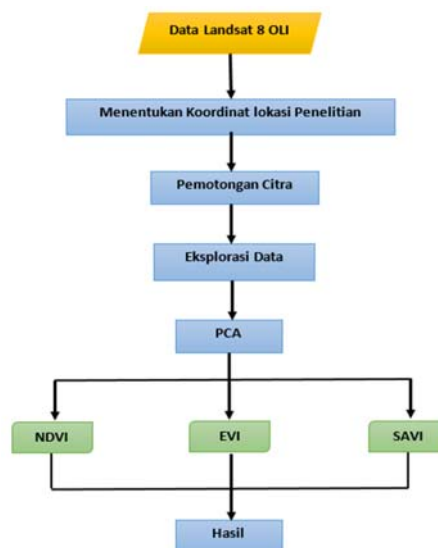 Data Landsat 8 OLI
Menentukan Koordinat lokasi Penelitian
Pemotongan Citra
Eksplorasi Data
PCA
NDVI
EVI
SAVI
Hasil